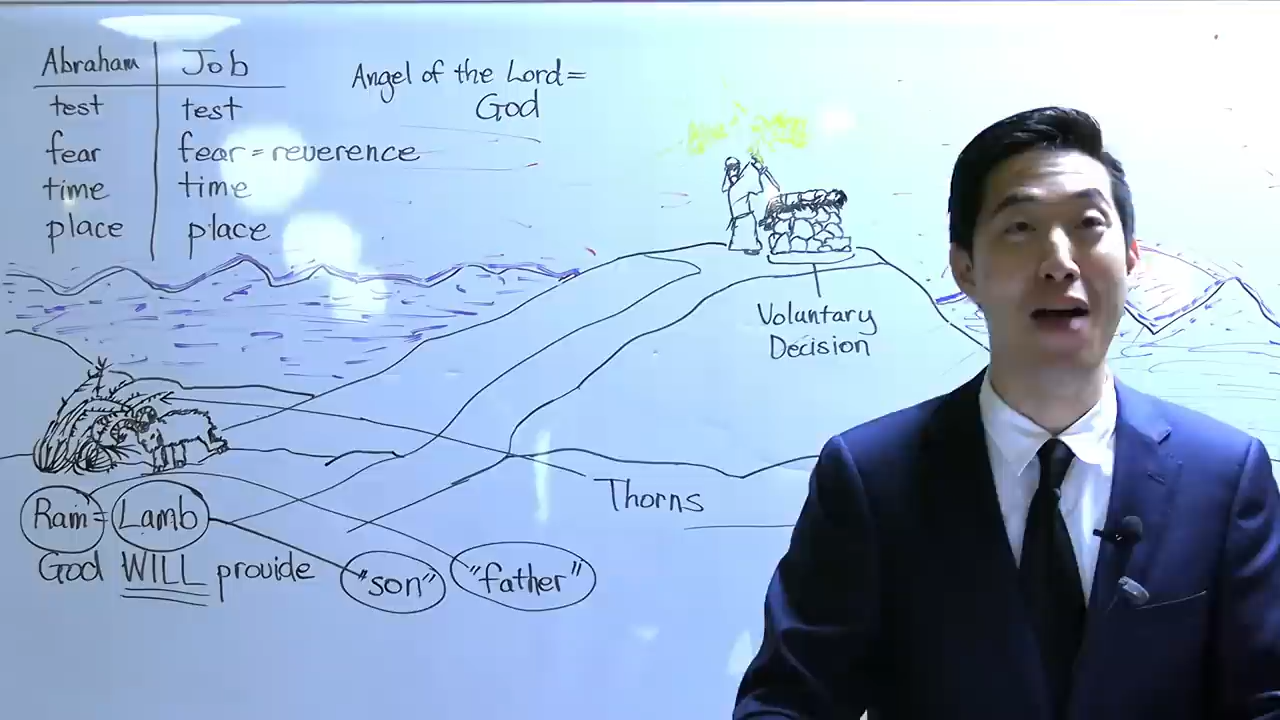 Abraham Job
test test
fear fear = reverence
time time
place place
Angel of the Lord =
God
Voluntary
Decision
Thorns
Ram = Lamb
God WILL provide
"son" "father"